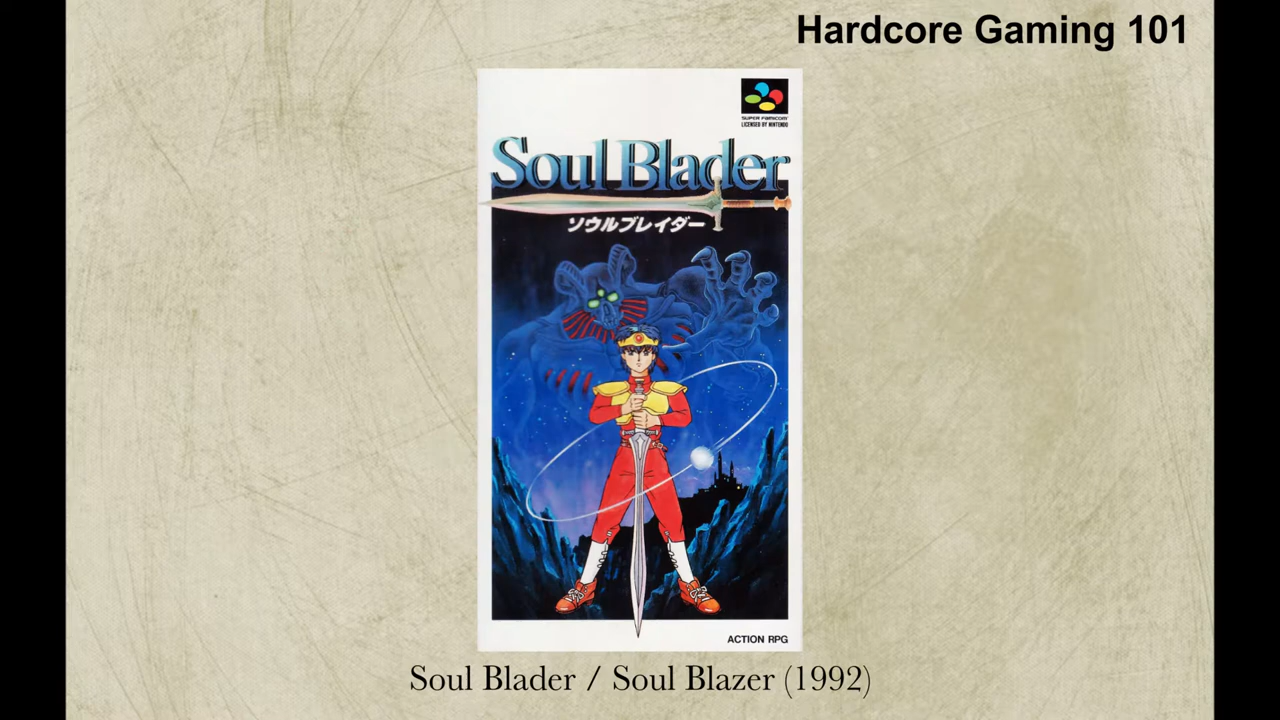 Hardcore Gaming 101
SUPER FAMICOM
LICENSED BY NINTENDO
Soul Blader
ソウルブレイダー
ACTION RPG
Soul Blader / Soul Blazer (1992)